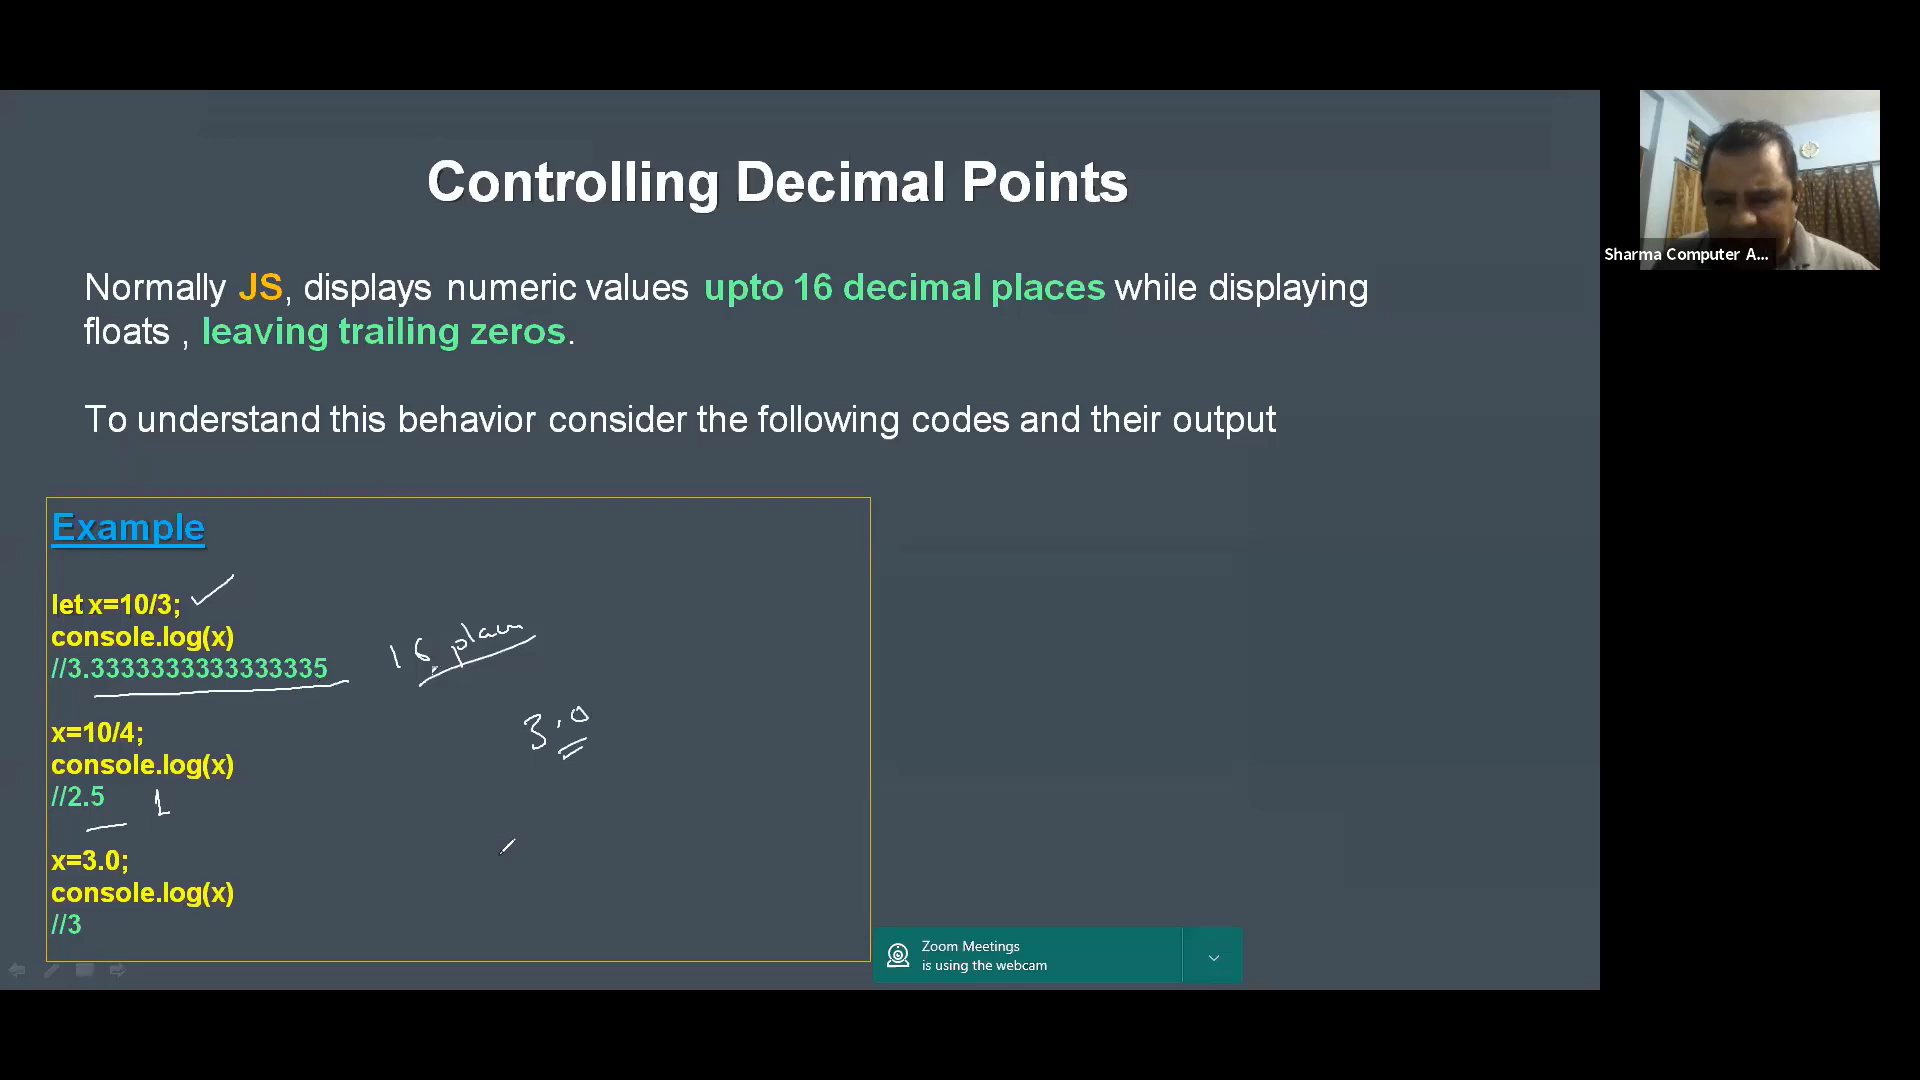 Controlling Decimal Points
Normally JS, displays numeric values upto 16 decimal places while displaying
floats , leaving trailing zeros.
To understand this behavior consider the following codes and their output
Example
let x=10/3;
console.log(x)
//3.3333333333333335
16 places
3.0
x=10/4;
console.log(x)
//2.5
1
x=3.0;
console.log(x)
//3
Sharma Computer A...
Zoom Meetings
is using the webcam